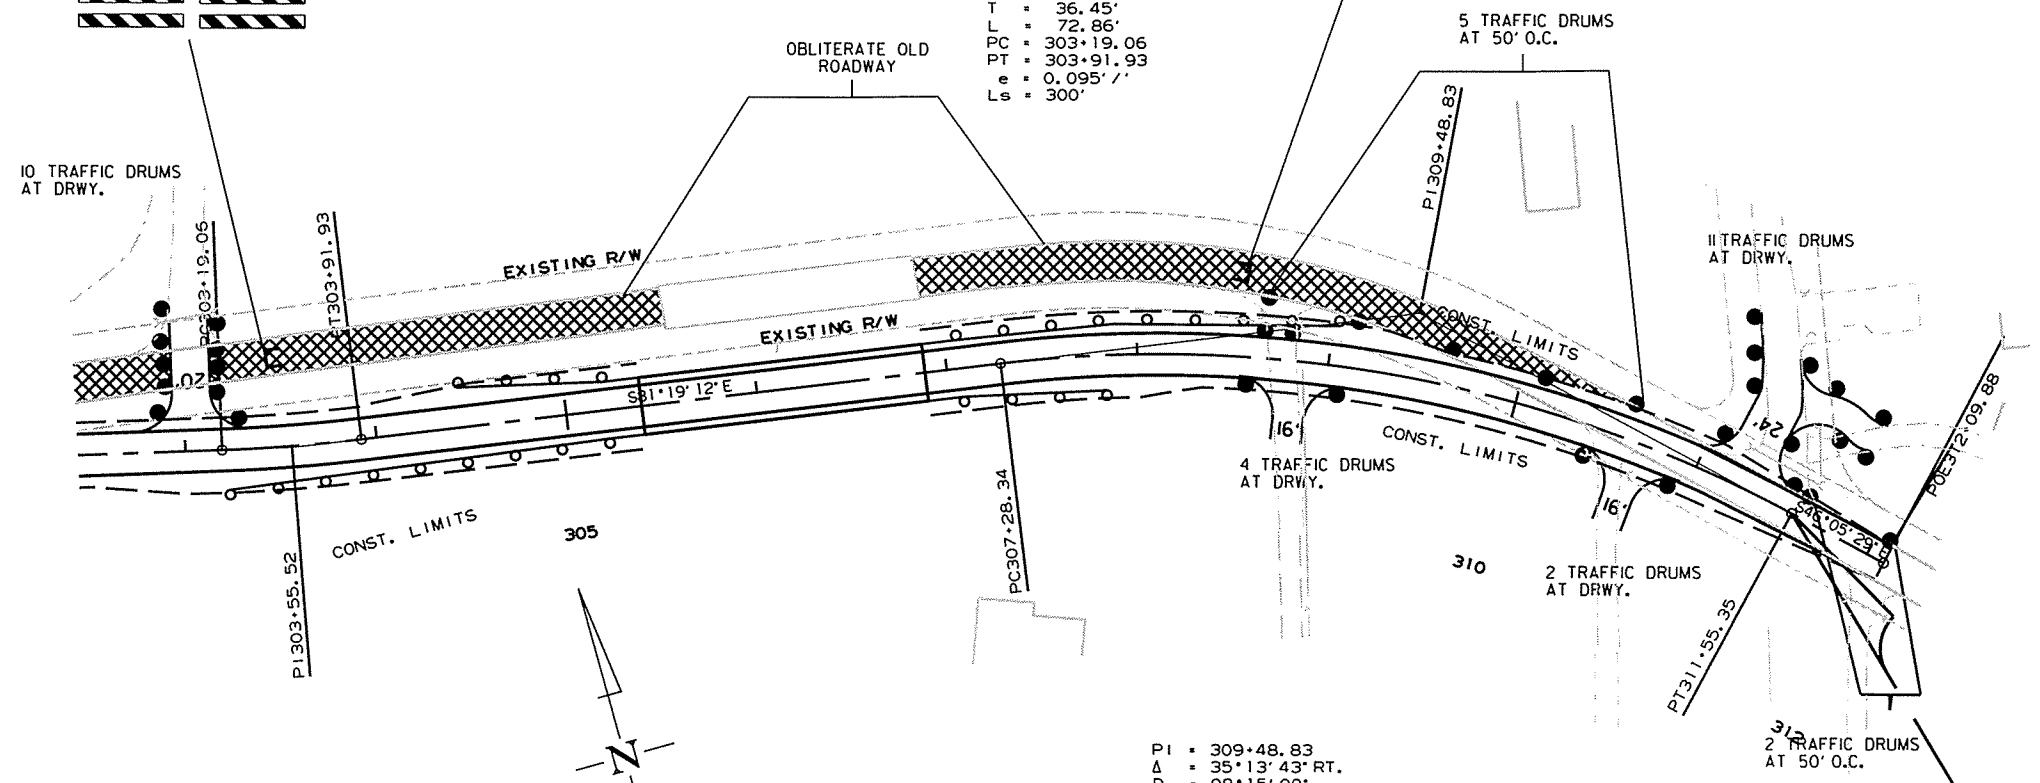 T = 36.45'
L = 72.86'
PC = 303+19.06
PT = 303+91.93
e = 0.095'/'
Ls = 300'
5 TRAFFIC DRUMS
AT 50' O.C.
OBLITERATE OLD
ROADWAY
10 TRAFFIC DRUMS
AT DRWY.
PC303+19.06
PT303+91.93
PI309+48.83
11 TRAFFIC DRUMS
AT DRWY.
EXISTING R/W
EXISTING R/W
CONST. LIMITS
20'
S81°19'12"E
16'
24'
CONST. LIMITS
4 TRAFFIC DRUMS
AT DRWY.
POE312+09.88
16'
S46°05'29"E
CONST. LIMITS
305
PI303+55.52
PC307+28.34
310
2 TRAFFIC DRUMS
AT DRWY.
PT311+55.35
N
312
2 TRAFFIC DRUMS
AT 50' O.C.
PI = 309+48.83
Δ = 35°13'43" RT.